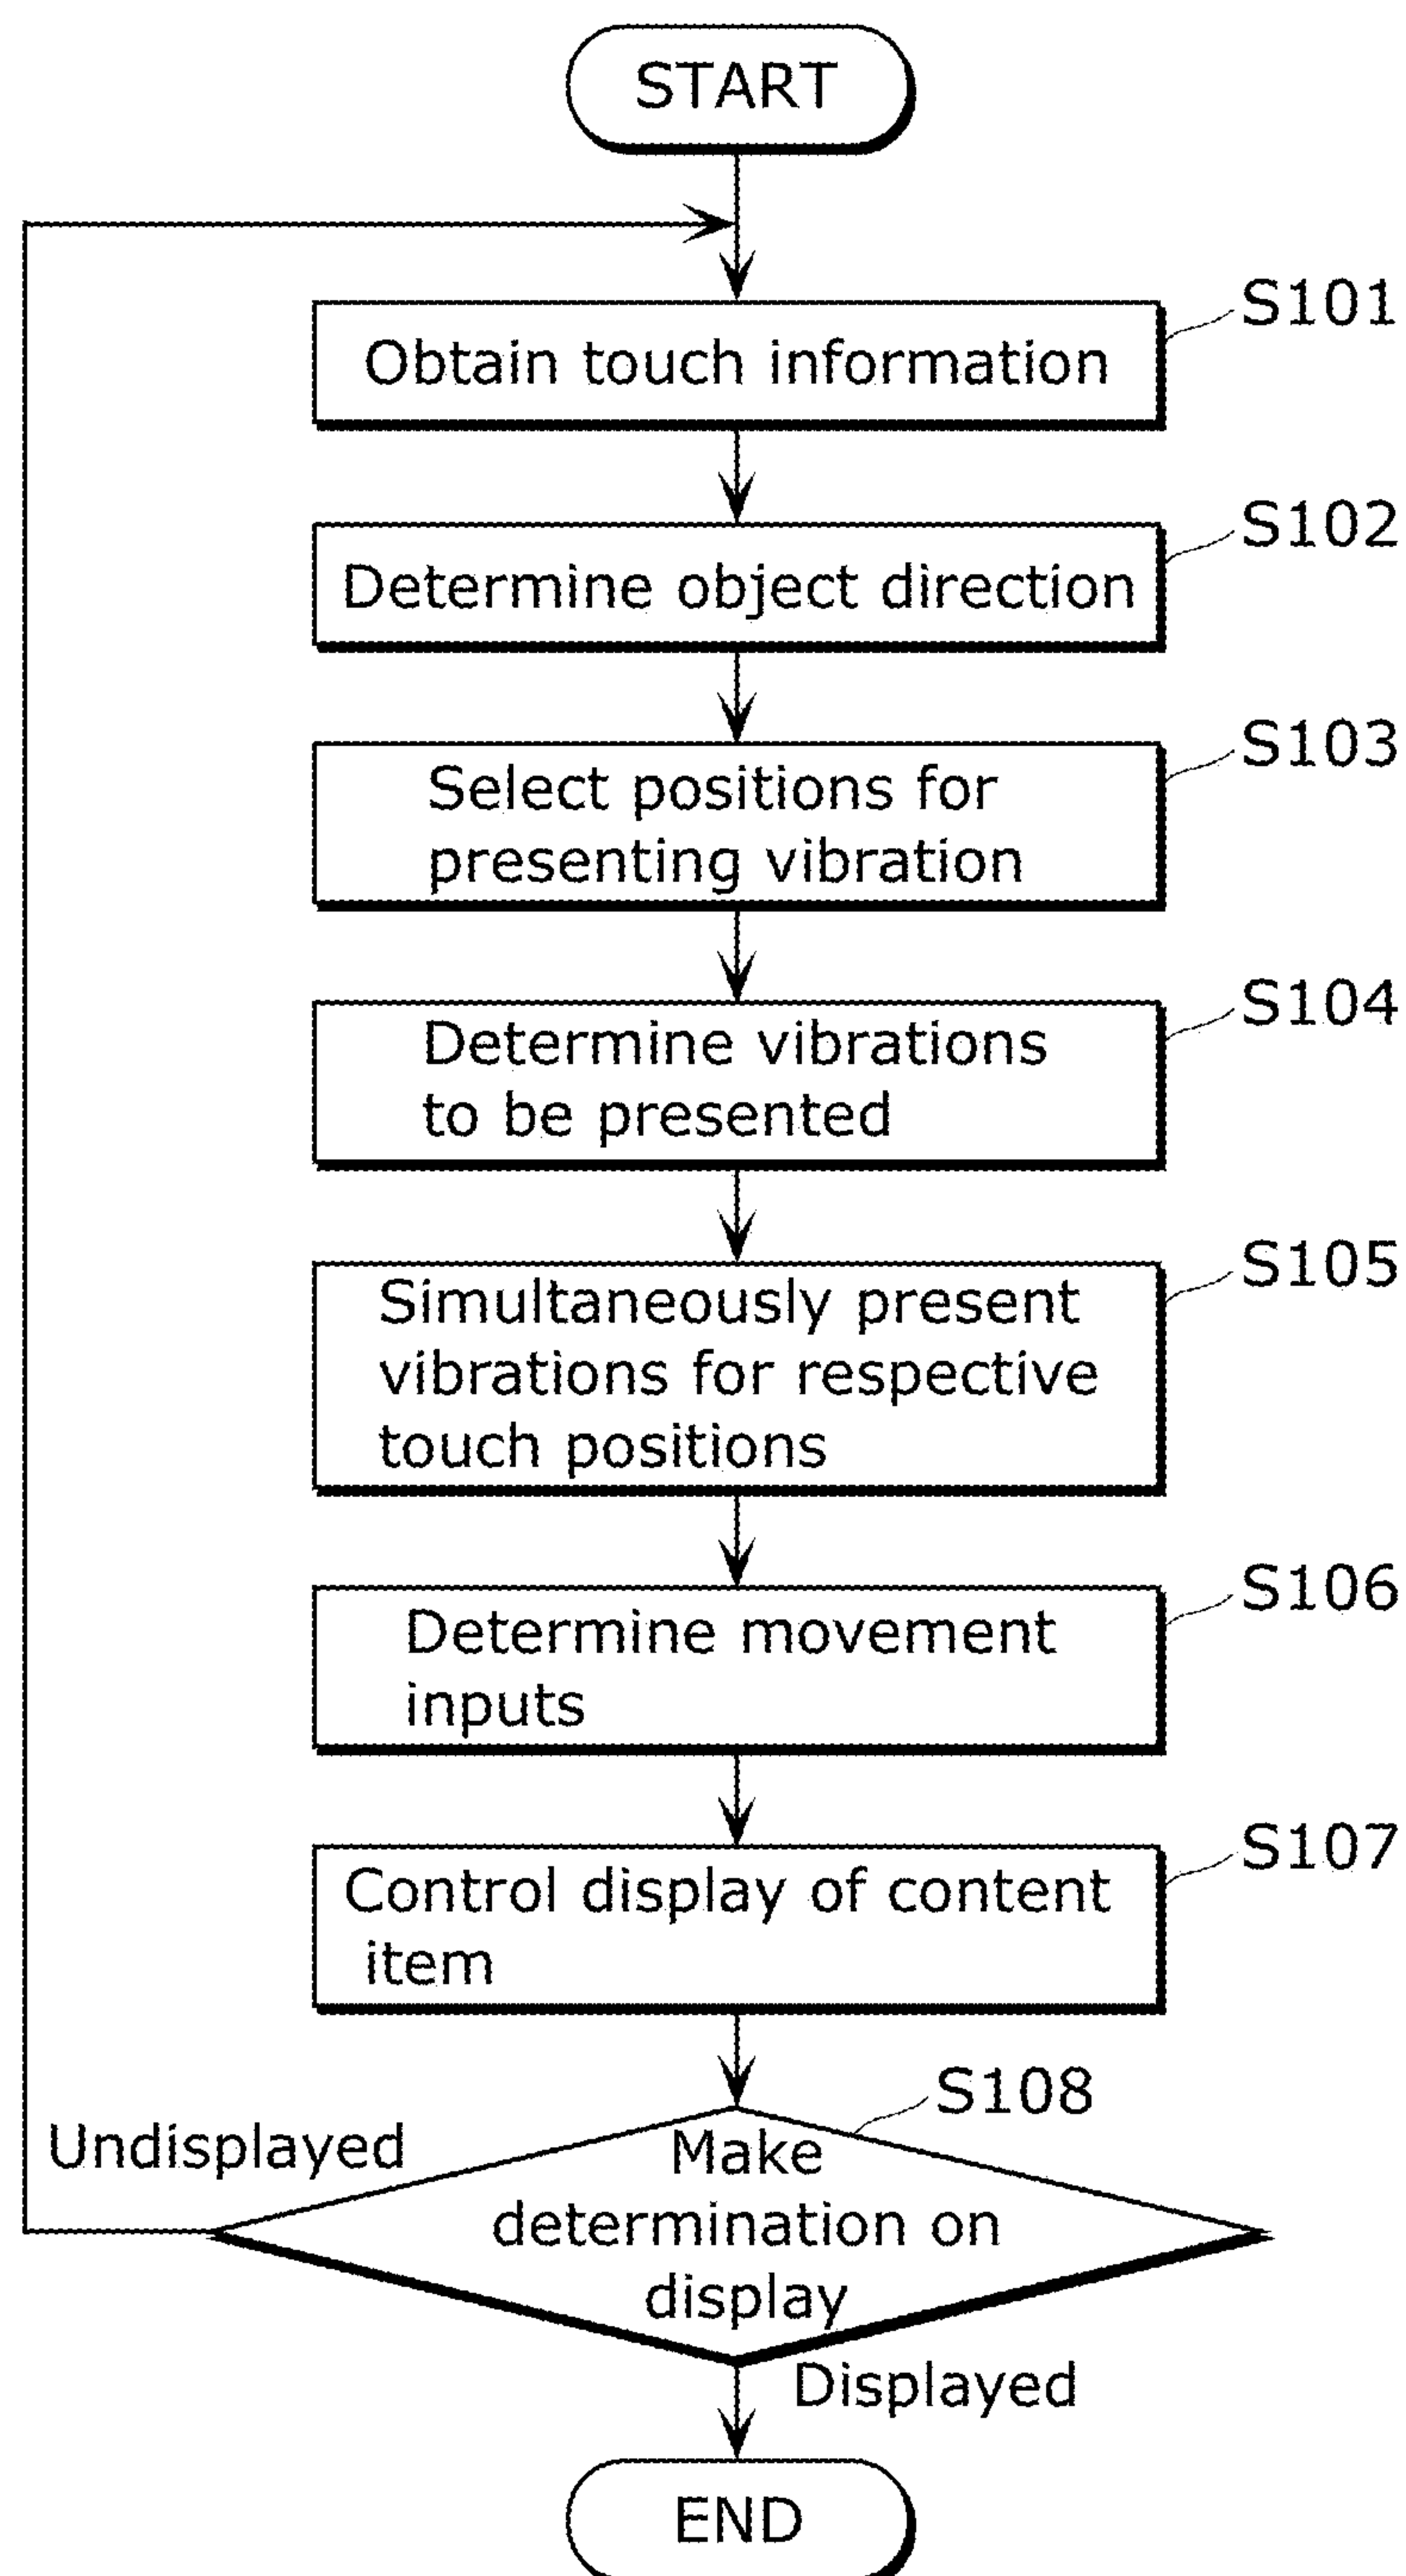 START
S101
Obtain touch information
S102
Determine object direction
S103
Select positions for
presenting vibration
S104
Determine vibrations
to be presented
S105
Simultaneously present
vibrations for respective
touch positions
S106
Determine movement
inputs
S107
Control display of content
item
S108
Undisplayed
Make
determination on
display
Displayed
END